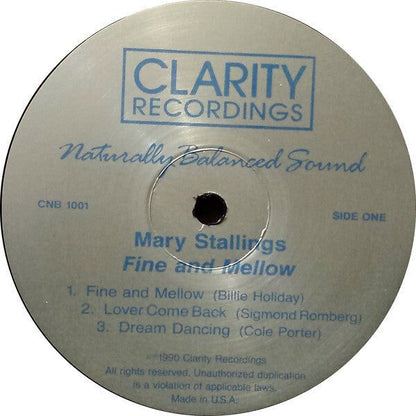 CLARITY
RECORDINGS
Naturally Balanced Sound
CNB 1001 SIDE ONE
Mary Stallings
Fine and Mellow
1. Fine and Mellow (Billie Holiday)
2. Lover Come Back (Sigmond Romberg)
3. Dream Dancing (Cole Porter)
℗1990 Clarity Recordings
All rights reserved. Unauthorized duplication
is a violation of applicable laws.
Made in U.S.A.